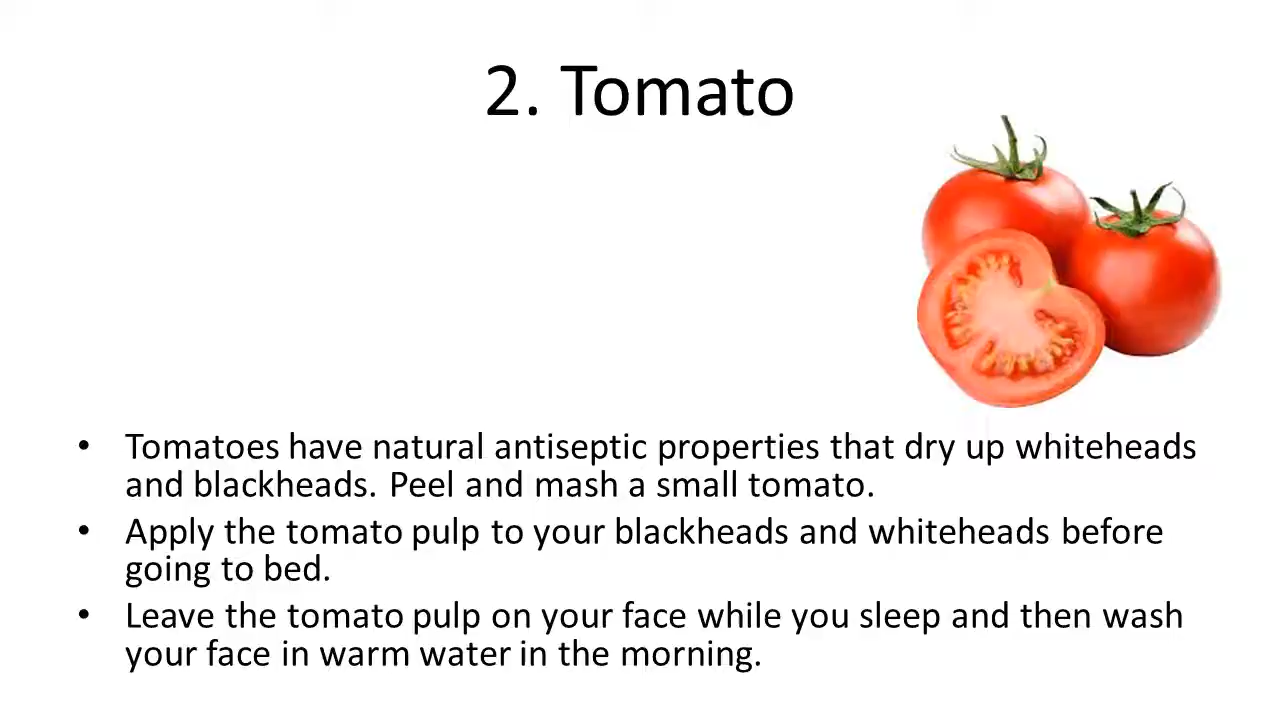 2. Tomato
• Tomatoes have natural antiseptic properties that dry up whiteheads
and blackheads. Peel and mash a small tomato.
• Apply the tomato pulp to your blackheads and whiteheads before
going to bed.
• Leave the tomato pulp on your face while you sleep and then wash
your face in warm water in the morning.